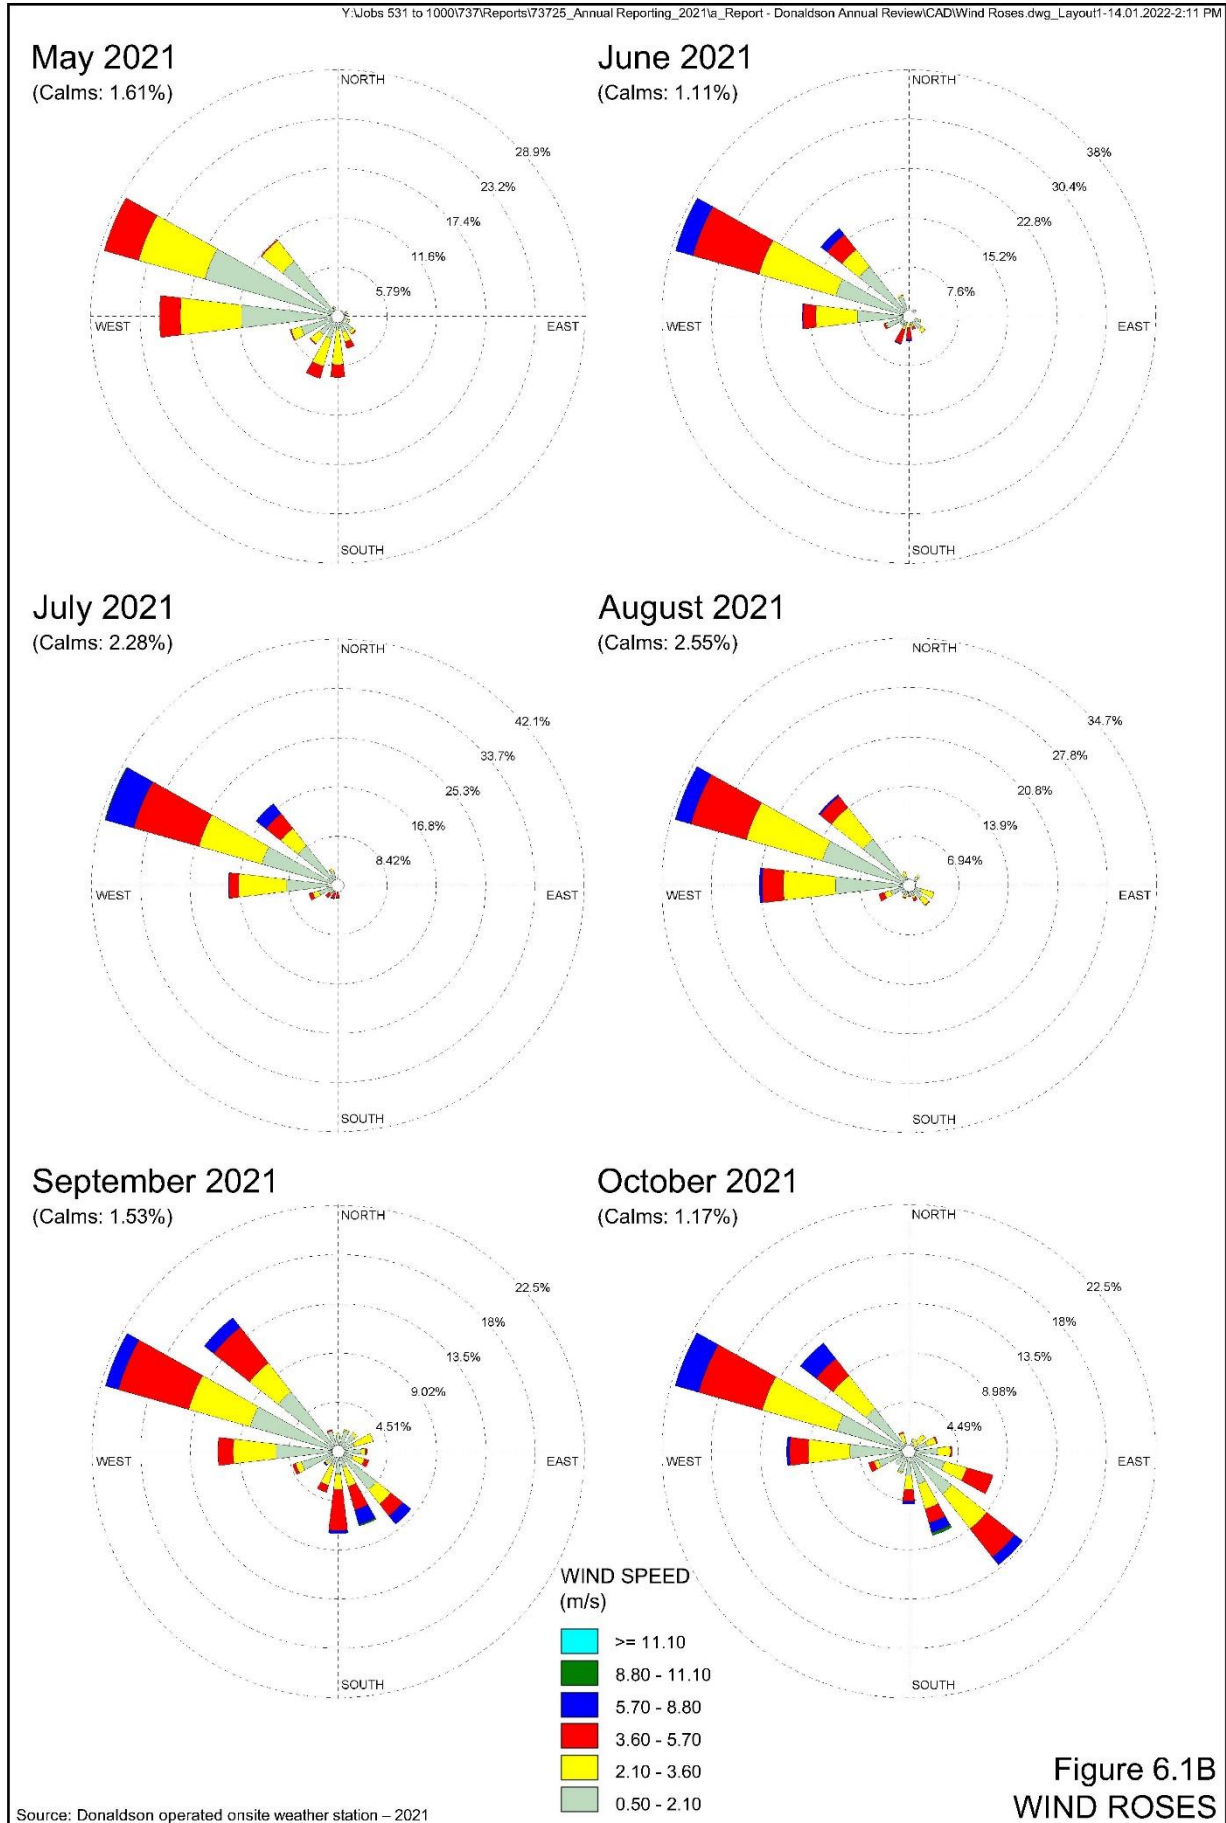 Y:\Jobs 531 to 1000\737\Reports\73725_Annual Reporting_2021\a_Report - Donaldson Annual Review\CAD\Wind Roses.dwg_Layout1-14.01.2022-2:11 PM
May 2021
(Calms: 1.61%)
NORTH
28.9%
23.2%
17.4%
11.6%
5.79%
WEST
EAST
SOUTH
June 2021
(Calms: 1.11%)
NORTH
38%
30.4%
22.8%
15.2%
7.6%
WEST
EAST
SOUTH
July 2021
(Calms: 2.28%)
NORTH
42.1%
33.7%
25.3%
16.8%
8.42%
WEST
EAST
SOUTH
August 2021
(Calms: 2.55%)
NORTH
34.7%
27.8%
20.8%
13.9%
6.94%
WEST
EAST
SOUTH
September 2021
(Calms: 1.53%)
NORTH
22.5%
18%
13.5%
9.02%
4.51%
WEST
EAST
SOUTH
October 2021
(Calms: 1.17%)
NORTH
22.5%
18%
13.5%
8.98%
4.49%
WEST
EAST
SOUTH
WIND SPEED
(m/s)
>= 11.10
8.80 - 11.10
5.70 - 8.80
3.60 - 5.70
2.10 - 3.60
0.50 - 2.10
Source: Donaldson operated onsite weather station – 2021
Figure 6.1B
WIND ROSES